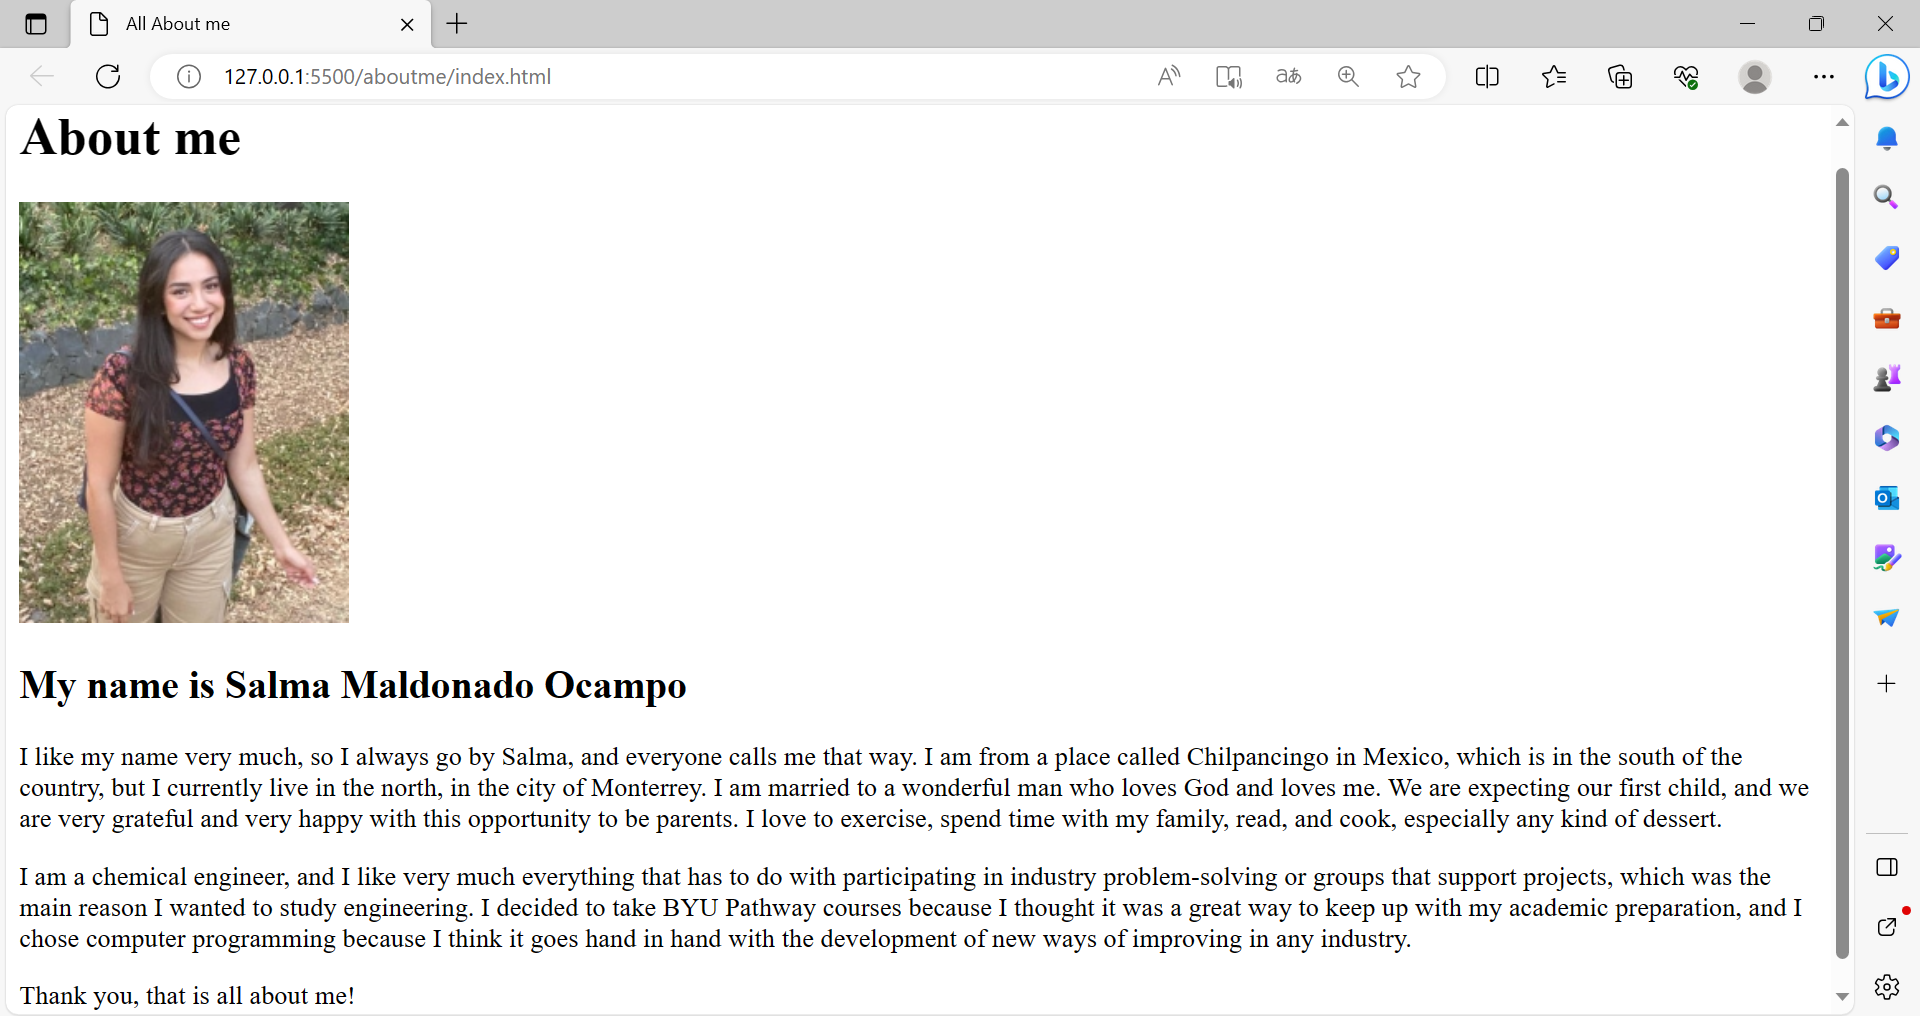 All About me
127.0.0.1:5500/aboutme/index.html
About me
My name is Salma Maldonado Ocampo
I like my name very much, so I always go by Salma, and everyone calls me that way. I am from a place called Chilpancingo in Mexico, which is in the south of the
country, but I currently live in the north, in the city of Monterrey. I am married to a wonderful man who loves God and loves me. We are expecting our first child, and we
are very grateful and very happy with this opportunity to be parents. I love to exercise, spend time with my family, read, and cook, especially any kind of dessert.
I am a chemical engineer, and I like very much everything that has to do with participating in industry problem-solving or groups that support projects, which was the
main reason I wanted to study engineering. I decided to take BYU Pathway courses because I thought it was a great way to keep up with my academic preparation, and I
chose computer programming because I think it goes hand in hand with the development of new ways of improving in any industry.
Thank you, that is all about me!